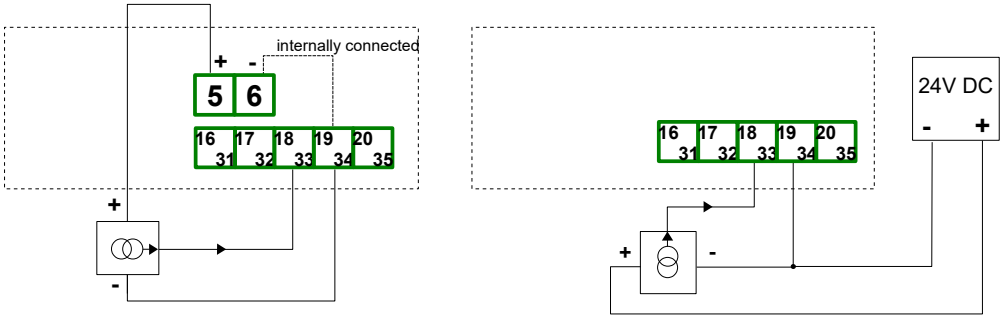 internally connected
+ -
5 6
16 17 18 19 20
31 32 33 34 35
+
-
24V DC
- +
16 17 18 19 20
31 32 33 34 35
+ -